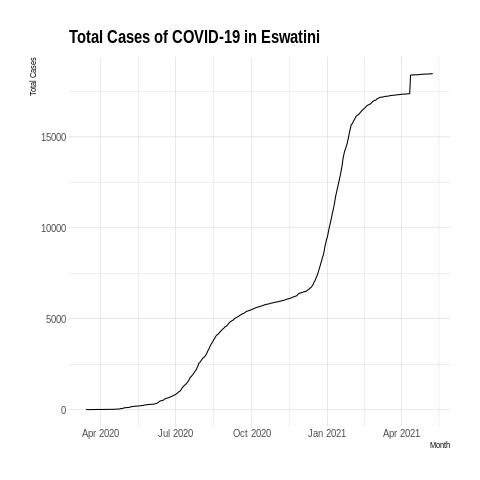 Total Cases of COVID-19 in Eswatini
Total Cases
15000
10000
5000
0
Apr 2020 Jul 2020 Oct 2020 Jan 2021 Apr 2021
Month